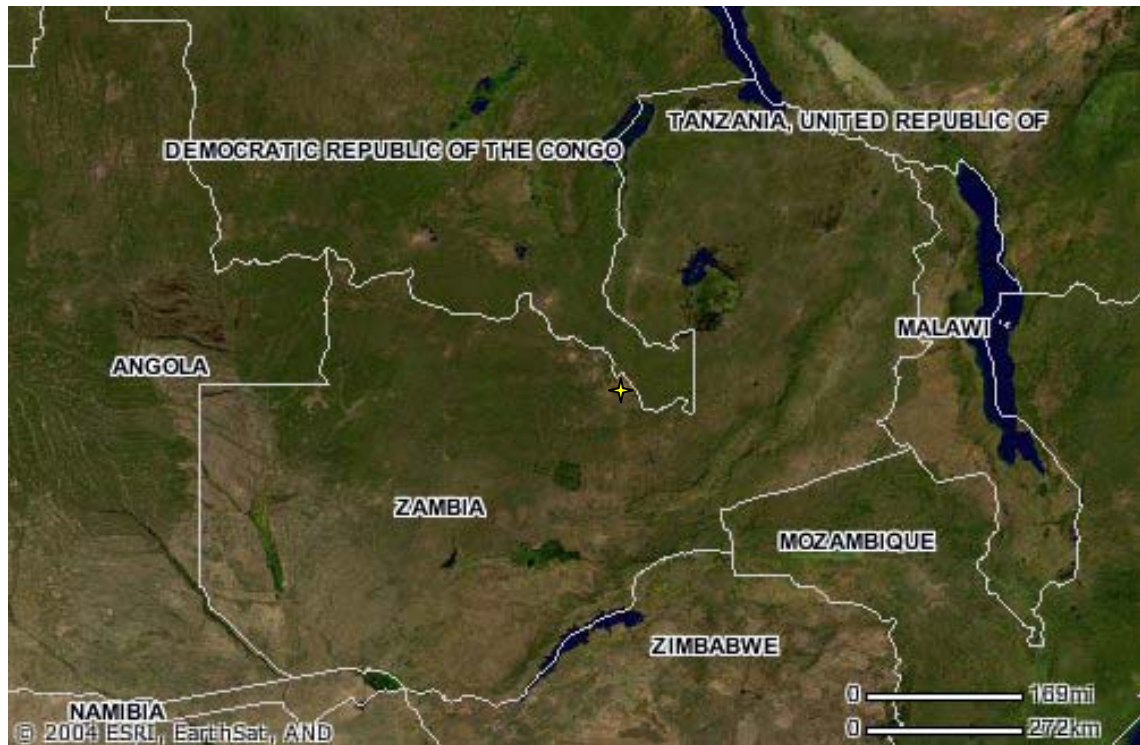 TANZANIA, UNITED REPUBLIC OF
DEMOCRATIC REPUBLIC OF THE CONGO
MALAWI
ANGOLA
ZAMBIA
MOZAMBIQUE
ZIMBABWE
0 169mi
NAMIBIA
0 272km
© 2004 ESRI, EarthSat, AND